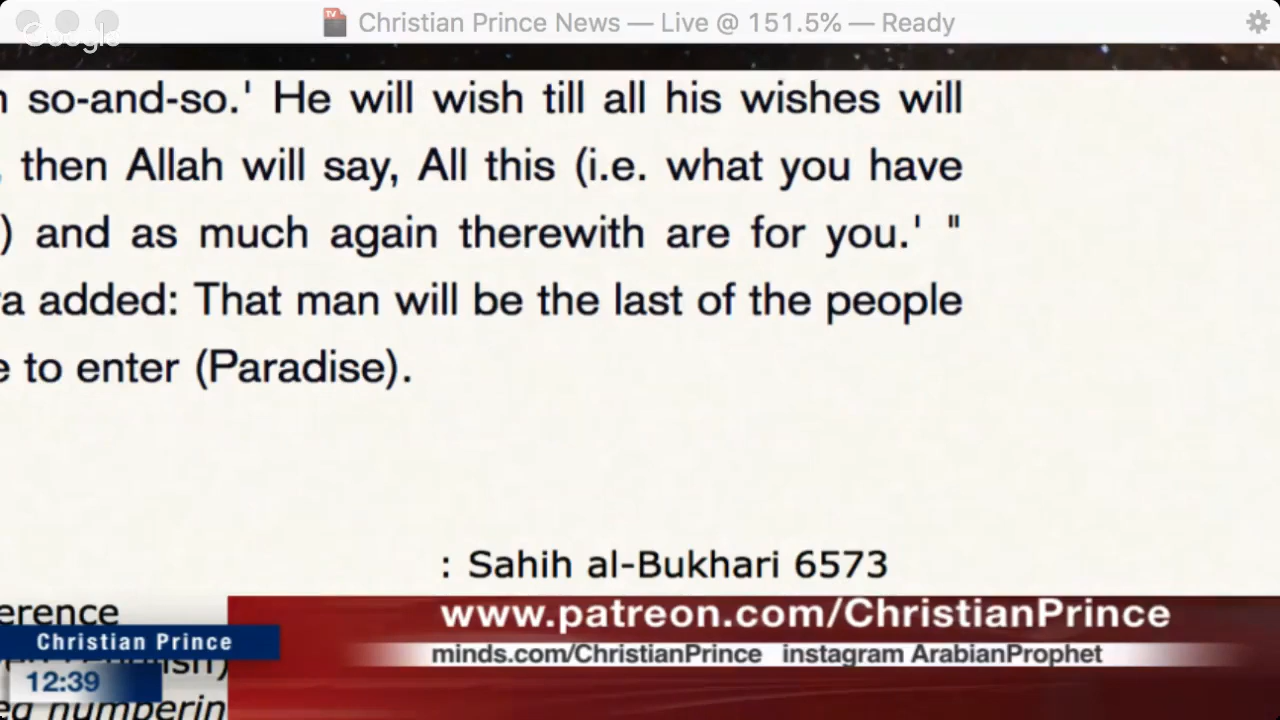 Christian Prince News — Live @ 151.5% — Ready
Google
n so-and-so.' He will wish till all his wishes will
, then Allah will say, All this (i.e. what you have
) and as much again therewith are for you.' "
ra added: That man will be the last of the people
e to enter (Paradise).
: Sahih al-Bukhari 6573
erence
www.patreon.com/ChristianPrince
Christian Prince
minds.com/ChristianPrince instagram ArabianProphet
12:39
numberin